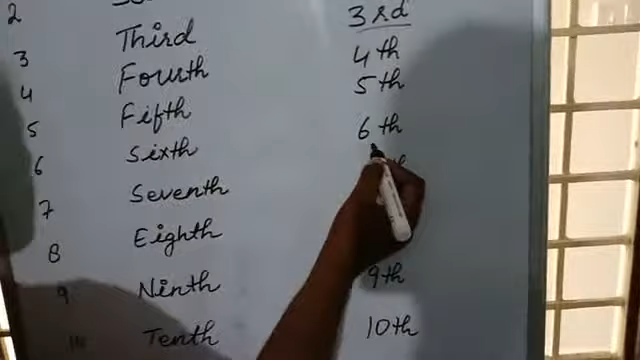 2 3rd
3 Third 4th
4 Fourth 5th
5 Fifth 6th
6 Sixth
7 Seventh
8 Eighth
9 Ninth 9th
10 Tenth 10th